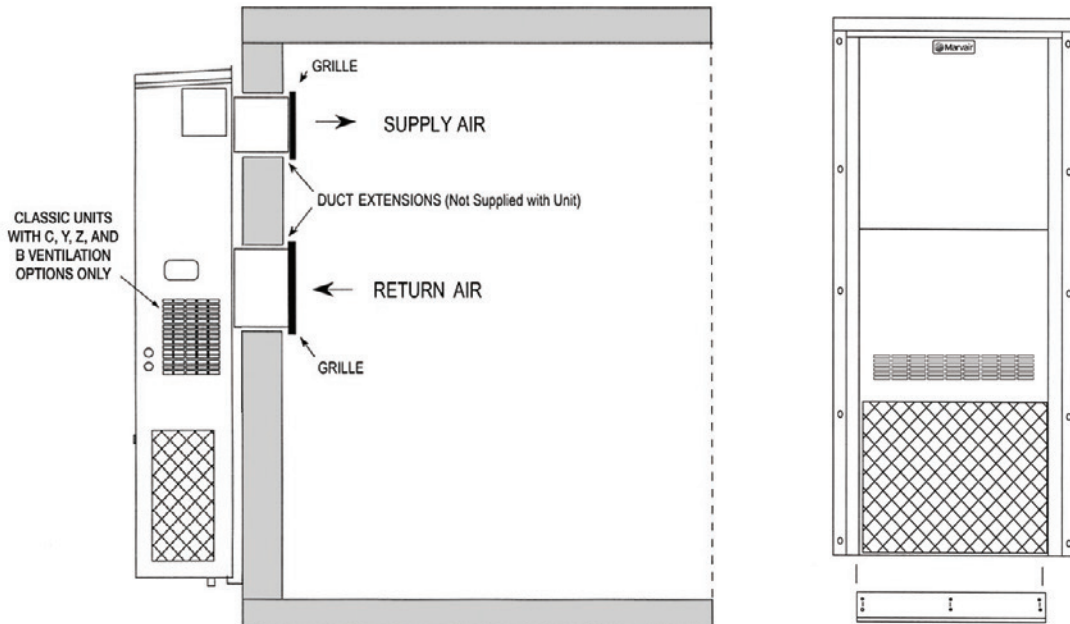 GRILLE
SUPPLY AIR
DUCT EXTENSIONS (Not Supplied with Unit)
CLASSIC UNITS
WITH C, Y, Z, AND
B VENTILATION
OPTIONS ONLY
RETURN AIR
GRILLE
Marvair